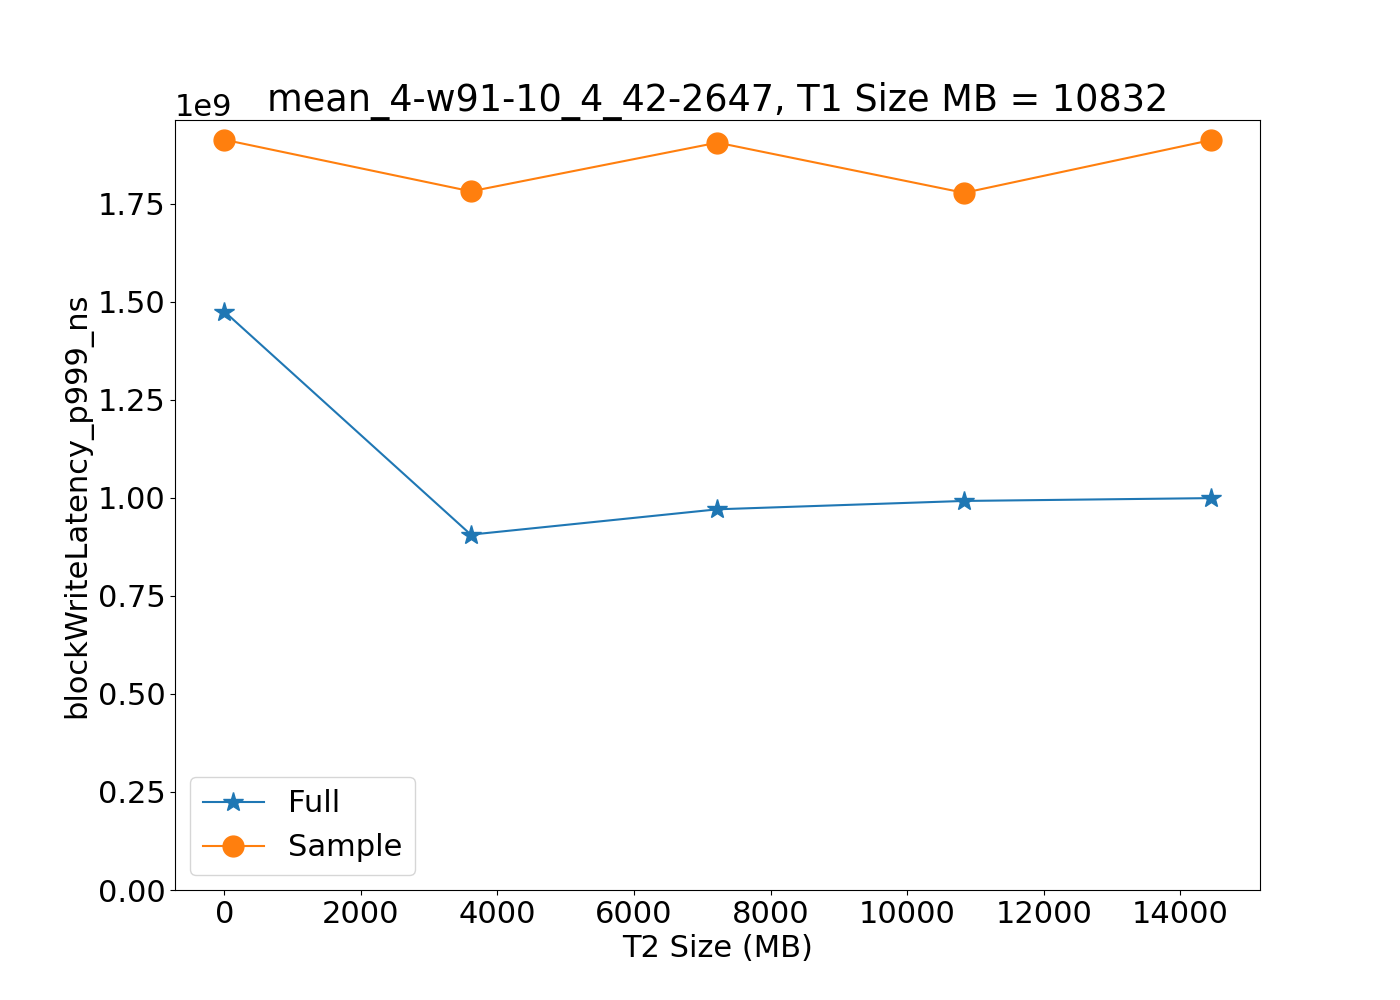 1e9
mean_4-w91-10_4_42-2647, T1 Size MB = 10832
blockWriteLatency_p999_ns
1.75
1.50
1.25
1.00
0.75
0.50
0.25
0.00
Full
Sample
0 2000 4000 6000 8000 10000 12000 14000
T2 Size (MB)